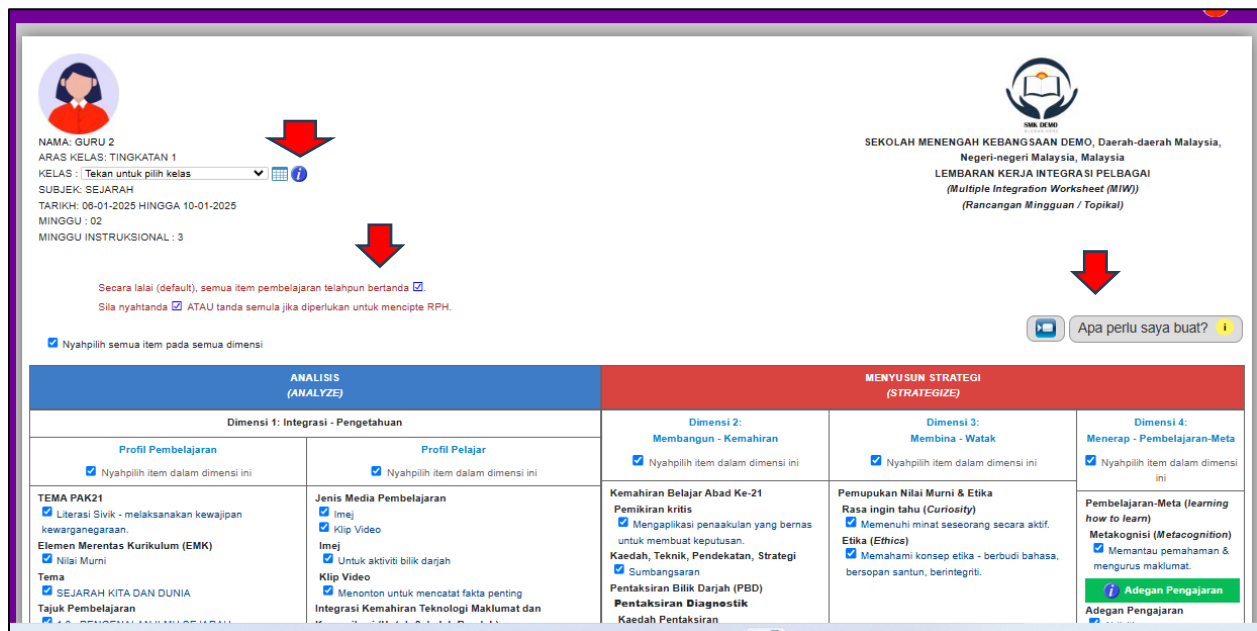 NAMA: GURU 2
ARAS KELAS: TINGKATAN 1
KELAS : Tekan untuk pilih kelas
SUBJEK: SEJARAH
TARIKH: 06-01-2025 HINGGA 10-01-2025
MINGGU : 02
MINGGU INSTRUKSIONAL : 3
SMK DEMO
SEKOLAH MENENGAH KEBANGSAAN DEMO, Daerah-daerah Malaysia,
Negeri-negeri Malaysia, Malaysia
LEMBARAN KERJA INTEGRASI PELBAGAI
(Multiple Integration Worksheet (MIW))
(Rancangan Mingguan / Topikal)
Secara lalai (default), semua item pembelajaran telahpun bertanda ☑.
Sila nyahtanda ☑ ATAU tanda semula jika diperlukan untuk mencipte RPH.
Apa perlu saya buat? i
Nyahpilih semua item pada semua dimensi
ANALISIS
(ANALYZE)
MENYUSUN STRATEGI
(STRATEGIZE)
Dimensi 1: Integrasi - Pengetahuan
Profil Pembelajaran
Nyahpilih item dalam dimensi ini
Profil Pelajar
Nyahpilih item dalam dimensi ini
Dimensi 2:
Membangun - Kemahiran
Nyahpilih item dalam dimensi ini
Dimensi 3:
Membina - Watak
Nyahpilih item dalam dimensi ini
Dimensi 4:
Menerap - Pembelajaran-Meta
Nyahpilih item dalam dimensi
ini
TEMA PAK21
Literasi Sivik - melaksanakan kewajipan
kewarganegaraan.
Elemen Merentas Kurikulum (EMK)
Nilai Murni
Tema
SEJARAH KITA DAN DUNIA
Tajuk Pembelajaran
Jenis Media Pembelajaran
Imej
Klip Video
Imej
Untuk aktiviti bilik darjah
Klip Video
Menonton untuk mencatat fakta penting
Integrasi Kemahiran Teknologi Maklumat dan
Kemahiran Belajar Abad Ke-21
Pemikiran kritis
Mengaplikasi penaakulan yang bernas
untuk membuat keputusan.
Kaedah, Teknik, Pendekatan, Strategi
Sumbangsaran
Pentaksiran Bilik Darjah (PBD)
Pentaksiran Diagnostik
Kaedah Pentaksiran
Pemupukan Nilai Murni & Etika
Rasa ingin tahu (Curiosity)
Memenuhi minat seseorang secara aktif.
Etika (Ethics)
Memahami konsep etika - berbudi bahasa,
bersopan santun, berintegriti.
Pembelajaran-Meta (learning
how to learn)
Metakognisi (Metacognition)
Memantau pemahaman &
mengurus maklumat.
i Adegan Pengajaran
Adegan Pengajaran